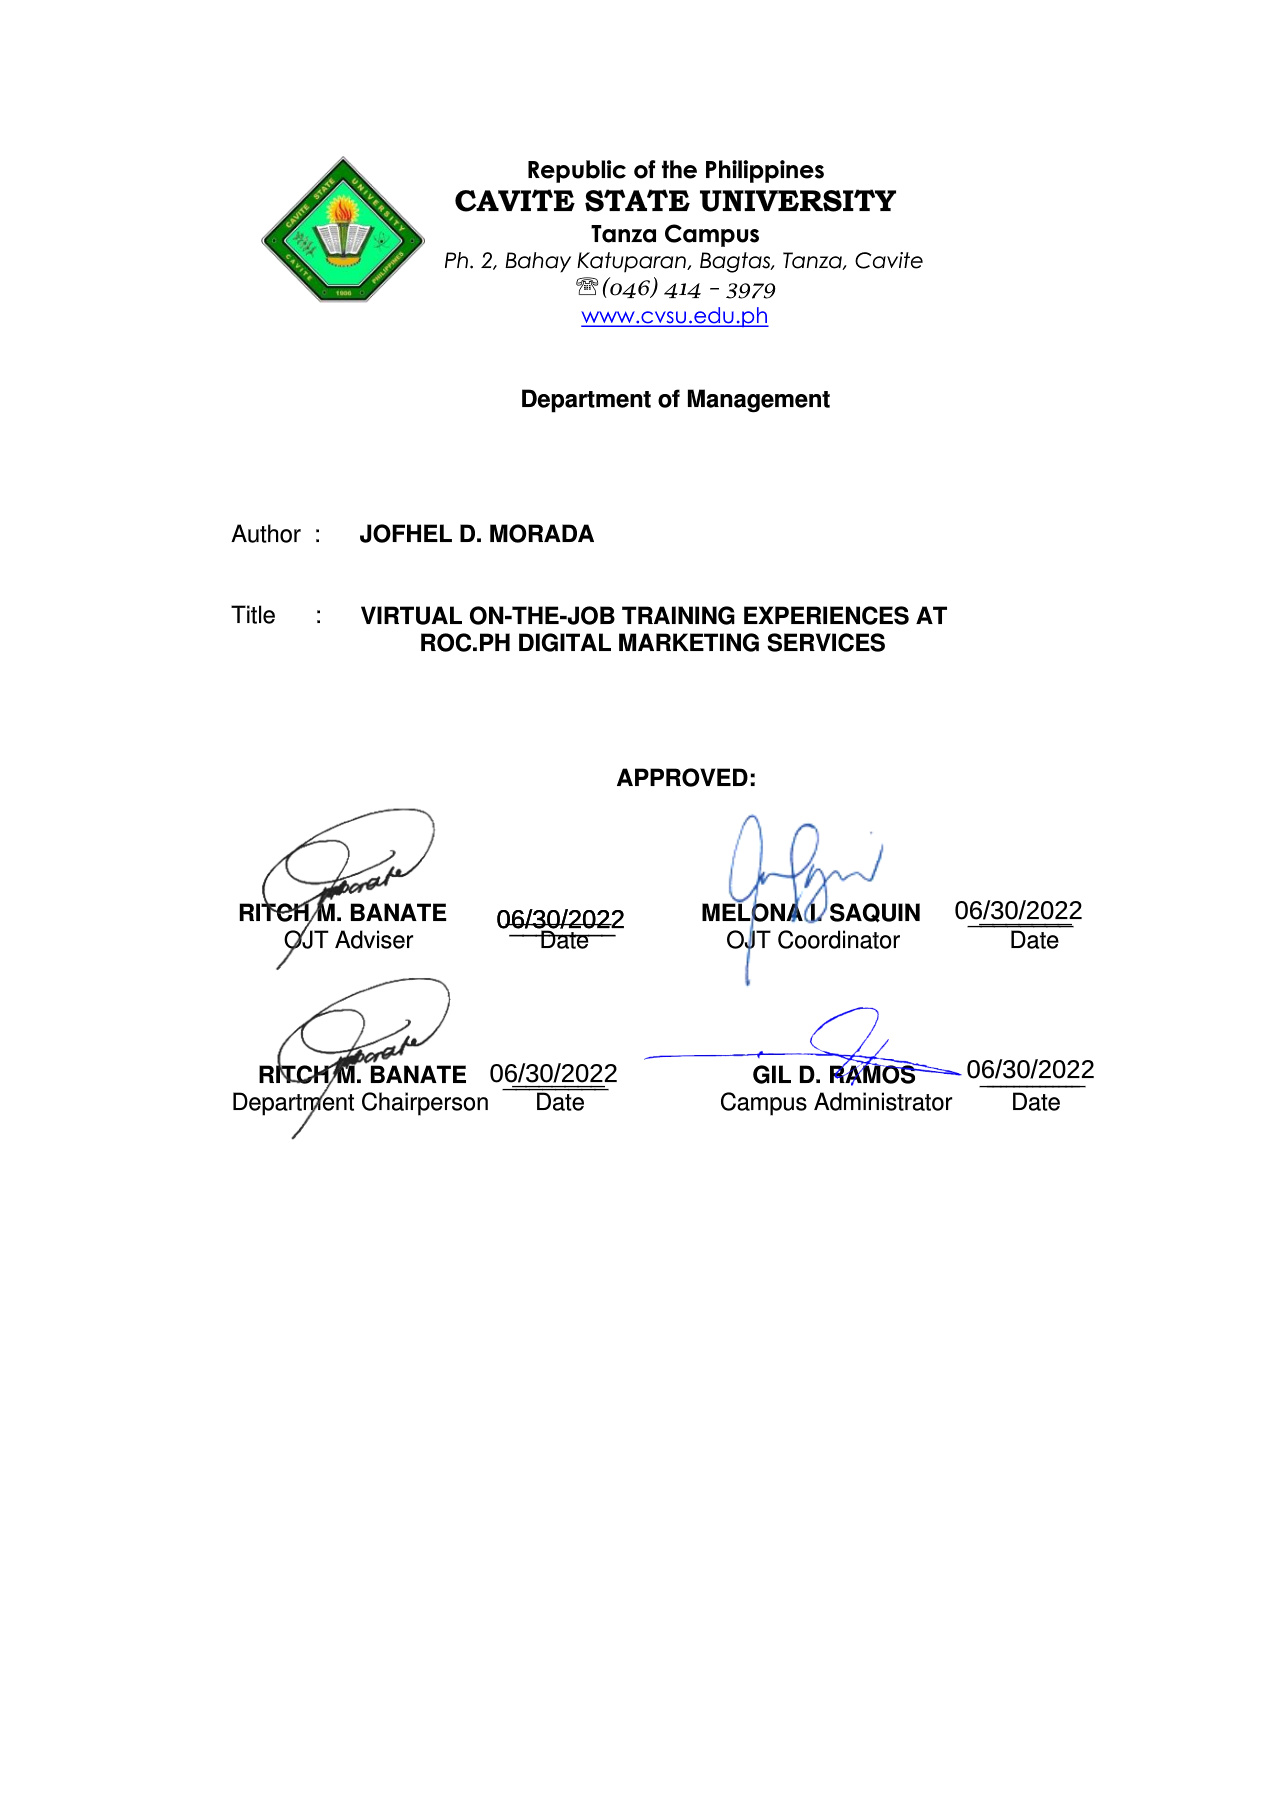 Republic of the Philippines
CAVITE STATE UNIVERSITY
Tanza Campus
Ph. 2, Bahay Katuparan, Bagtas, Tanza, Cavite
☏(046) 414 – 3979
www.cvsu.edu.ph
CAVITE STATE UNIVERSITY
CAVITE PHILIPPINES
1906
Department of Management
Author : JOFHEL D. MORADA
Title : VIRTUAL ON-THE-JOB TRAINING EXPERIENCES AT
ROC.PH DIGITAL MARKETING SERVICES
APPROVED:
RITCH M. BANATE 06/30/2022 MELONA I. SAQUIN 06/30/2022
OJT Adviser Date OJT Coordinator Date
RITCH M. BANATE 06/30/2022 GIL D. RAMOS 06/30/2022
Department Chairperson Date Campus Administrator Date